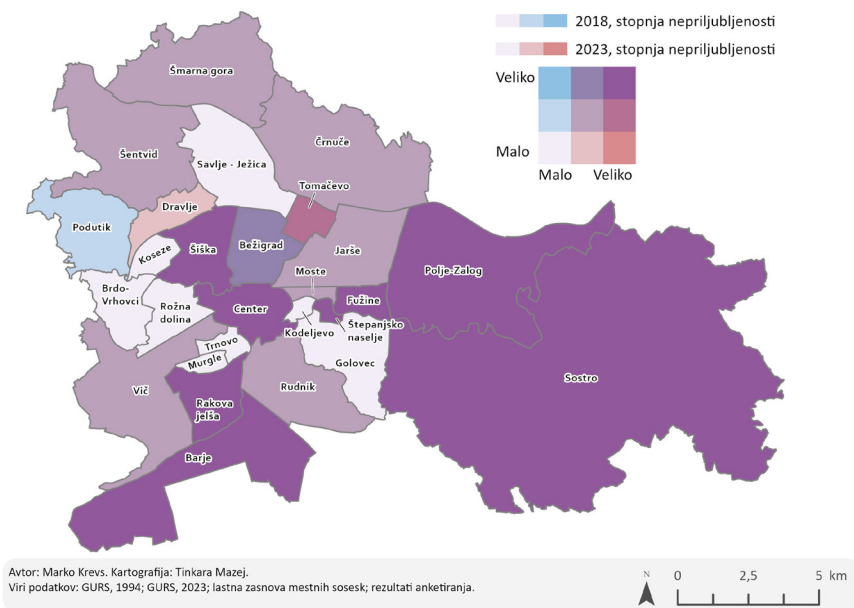 2018, stopnja nepriljubljenosti
2023, stopnja nepriljubljenosti
Veliko
Malo
Malo Veliko
Šmarna gora
Šentvid
Črnuče
Savlje - Ježica
Tomačevo
Dravlje
Podutik
Koseze
Šiška
Bežigrad
Jarše
Moste
Polje-Zalog
Brdo-
Vrhovci
Rožna
dolina
Center
Fužine
Kodeljevo
Štepanjsko
naselje
Trnovo
Murgle
Golovec
Vič
Rudnik
Sostro
Rakova
jelša
Barje
Avtor: Marko Krevs. Kartografija: Tinkara Mazej.
Viri podatkov: GURS, 1994; GURS, 2023; lastna zasnova mestnih sosesk; rezultati anketiranja.
N
0 2,5 5 km